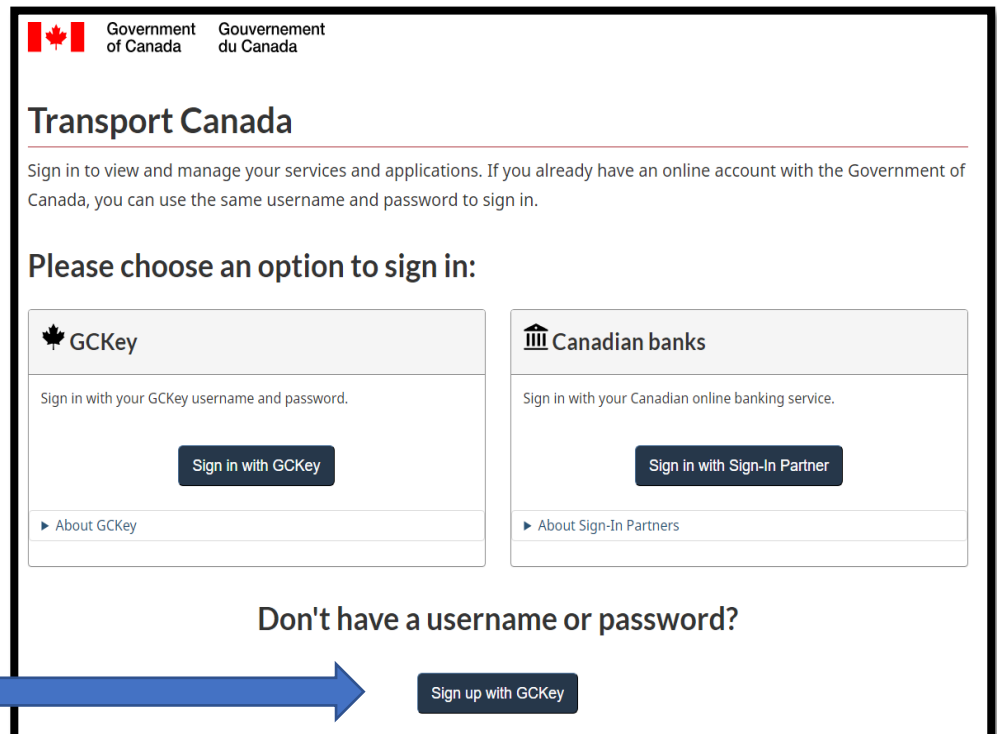 Government Gouvernement
of Canada du Canada
Transport Canada
Sign in to view and manage your services and applications. If you already have an online account with the Government of
Canada, you can use the same username and password to sign in.
Please choose an option to sign in:
GCKey
Sign in with your GCKey username and password.
Sign in with GCKey
About GCKey
Canadian banks
Sign in with your Canadian online banking service.
Sign in with Sign-In Partner
About Sign-In Partners
Don't have a username or password?
Sign up with GCKey